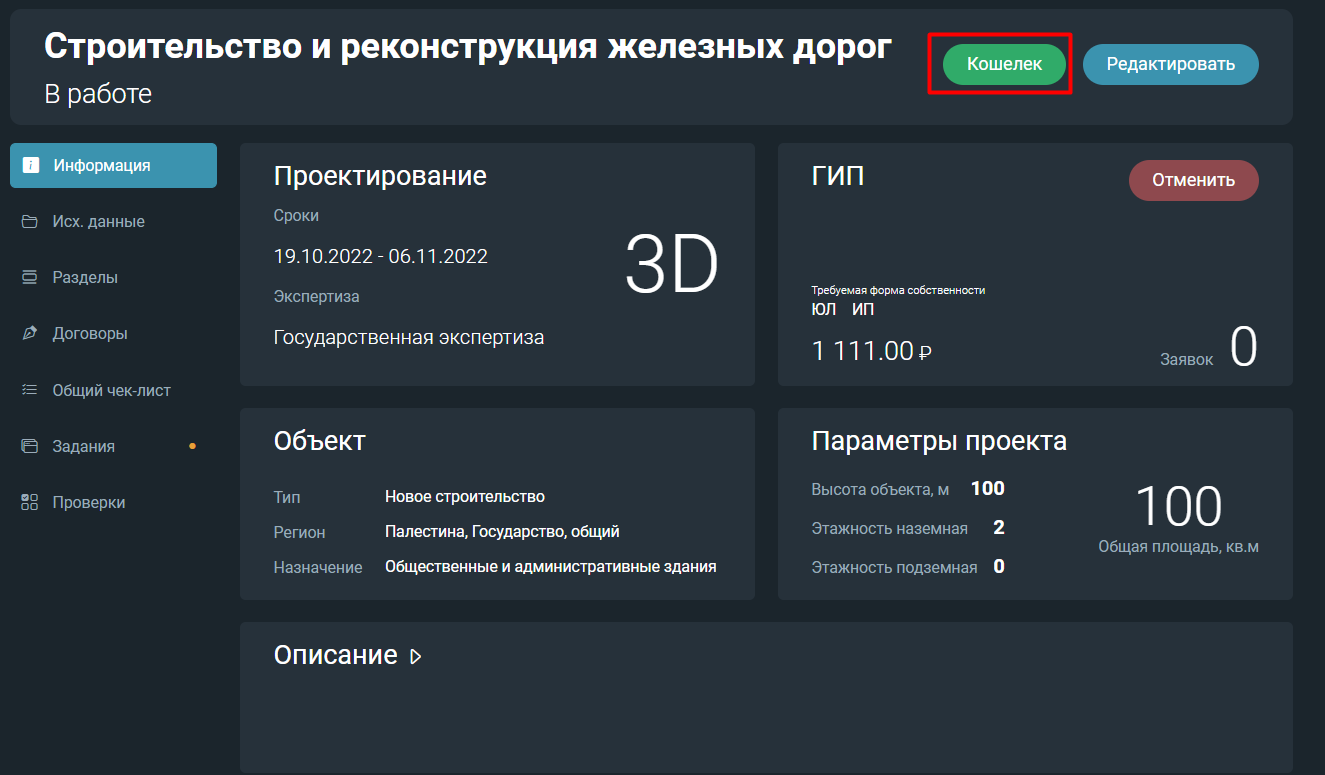 Строительство и реконструкция железных дорог
В работе
Кошелек
Редактировать
Информация
Исх. данные
Разделы
Договоры
Общий чек-лист
Задания
Проверки
Проектирование
Сроки
19.10.2022 - 06.11.2022
Экспертиза
Государственная экспертиза
3D
ГИП
Отменить
Требуемая форма собственности
ЮЛ ИП
1 111.00 ₽
Заявок 0
Объект
Тип Новое строительство
Регион Палестина, Государство, общий
Назначение Общественные и административные здания
Параметры проекта
Высота объекта, м 100
Этажность наземная 2
Этажность подземная 0
100
Общая площадь, кв.м
Описание